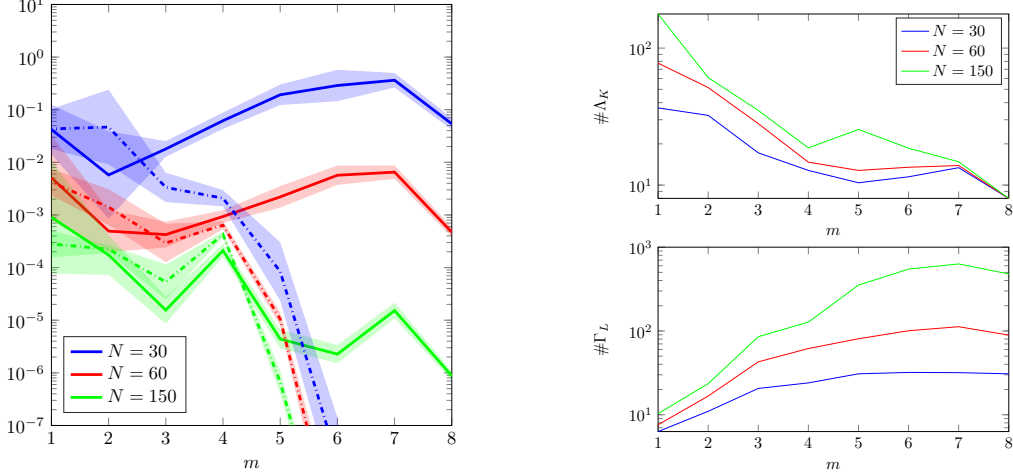 10^1
10^0
10^-1
10^-2
10^-3
10^-4
10^-5
10^-6
10^-7
N = 30
N = 60
N = 150
1 2 3 4 5 6 7 8
m
#Λ_K
10^2
10^1
N = 30
N = 60
N = 150
1 2 3 4 5 6 7 8
m
#Γ_L
10^3
10^2
10^1
1 2 3 4 5 6 7 8
m